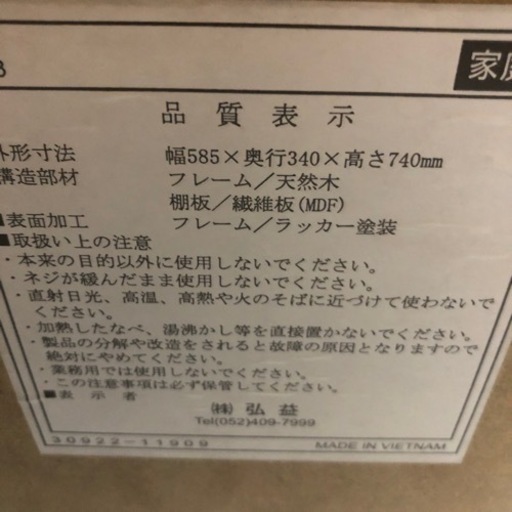 品質表示
外形寸法 幅585×奥行340×高さ740mm
構造部材 フレーム／天然木
棚板／繊維板(MDF)
■表面加工 フレーム／ラッカー塗装
■取扱い上の注意
・本来の目的以外に使用しないでください。
・ネジが緩んだまま使用しないでください。
・直射日光、高温、高熱や火のそばに近づけて使わないで
ください。
・加熱したなべ、湯沸かし等を直接置かないでください。
・製品の分解や改造をされると故障の原因となりますので
絶対にやめてください。
・業務用では使用しないでください。
・この注意事項は必ず保管してください。
■表示者
㈱弘益
Tel(052)409-7999
30922-11909
MADE IN VIETNAM